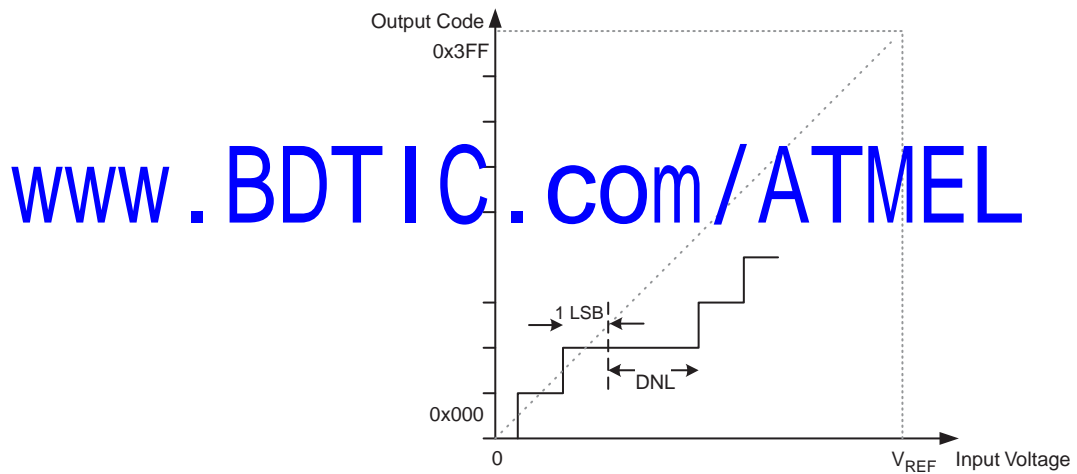 Output Code
0x3FF
www.BDTIC.com/ATMEL
1 LSB
DNL
0x000
0
VREF
Input Voltage